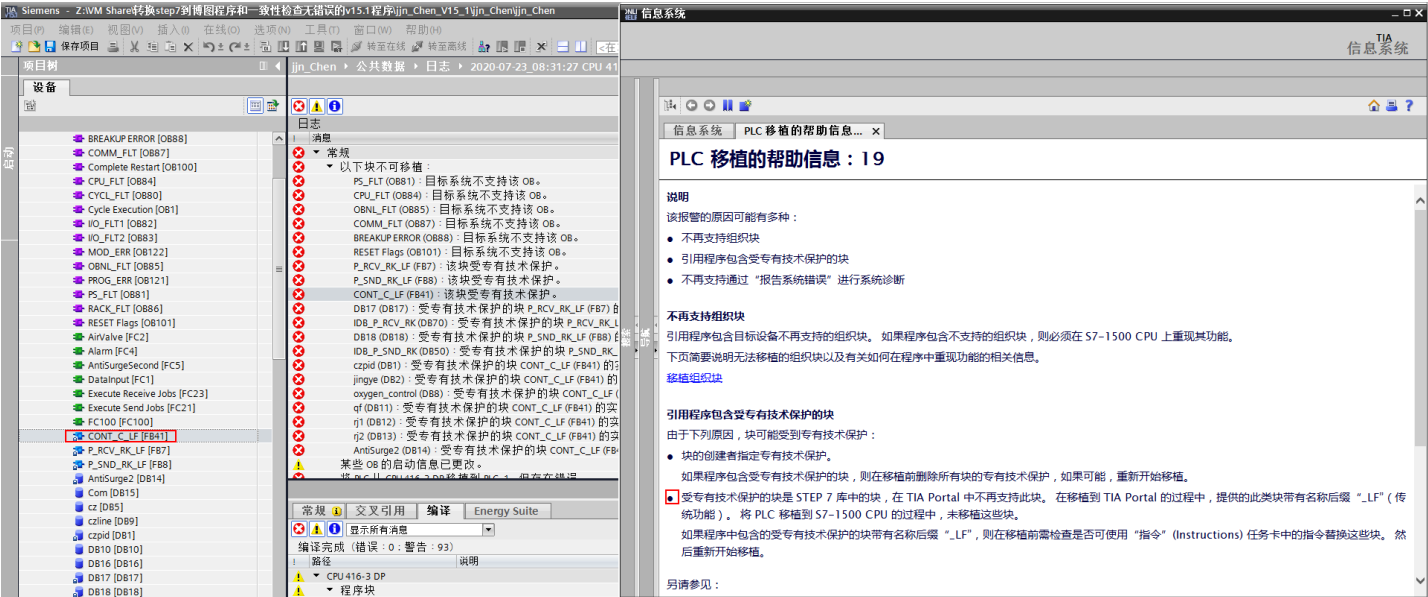 Siemens - Z:\VM Share\转换step7到博图程序和一致性检查无错误的v15.1程序\jjn_Chen_V15_1\jjn_Chen\jjn_Chen
项目(P) 编辑(E) 视图(V) 插入(I) 在线(O) 选项(N) 工具(T) 窗口(W) 帮助(H)
保存项目 转至在线 转至离线 <在
项目树
设备
启动
BREAKUP ERROR [OB88]
COMM_FLT [OB87]
Complete Restart [OB100]
CPU_FLT [OB84]
CYCL_FLT [OB80]
Cycle Execution [OB1]
I/O_FLT1 [OB82]
I/O_FLT2 [OB83]
MOD_ERR [OB122]
OBNL_FLT [OB85]
PROG_ERR [OB121]
PS_FLT [OB81]
RACK_FLT [OB86]
RESET Flags [OB101]
AirValve [FC2]
Alarm [FC4]
AntiSurgeSecond [FC5]
DataInput [FC1]
Execute Receive Jobs [FC23]
Execute Send Jobs [FC21]
FC100 [FC100]
CONT_C_LF [FB41]
P_RCV_RK_LF [FB7]
P_SND_RK_LF [FB8]
AntiSurge2 [DB14]
Com [DB15]
cz [DB5]
czline [DB9]
czpid [DB1]
DB10 [DB10]
DB16 [DB16]
DB17 [DB17]
DB18 [DB18]
jjn_Chen ▸ 公共数据 ▸ 日志 ▸ 2020-07-23_08:31:27 CPU 41
日志
! 消息
常规
以下块不可移植：
PS_FLT (OB81)：目标系统不支持该 OB。
CPU_FLT (OB84)：目标系统不支持该 OB。
OBNL_FLT (OB85)：目标系统不支持该 OB。
COMM_FLT (OB87)：目标系统不支持该 OB。
BREAKUP ERROR (OB88)：目标系统不支持该 OB。
RESET Flags (OB101)：目标系统不支持该 OB。
P_RCV_RK_LF (FB7)：该块受专有技术保护。
P_SND_RK_LF (FB8)：该块受专有技术保护。
CONT_C_LF (FB41)：该块受专有技术保护。
DB17 (DB17)：受专有技术保护的块 P_RCV_RK_LF (FB7) 的
IDB_P_RCV_RK (DB70)：受专有技术保护的块 P_RCV_RK_L
DB18 (DB18)：受专有技术保护的块 P_SND_RK_LF (FB8) 的
IDB_P_SND_RK (DB50)：受专有技术保护的块 P_SND_RK_
czpid (DB1)：受专有技术保护的块 CONT_C_LF (FB41) 的实
jingye (DB2)：受专有技术保护的块 CONT_C_LF (FB41) 的
oxygen_control (DB8)：受专有技术保护的块 CONT_C_LF (
qf (DB11)：受专有技术保护的块 CONT_C_LF (FB41) 的实
rj1 (DB12)：受专有技术保护的块 CONT_C_LF (FB41) 的实
rj2 (DB13)：受专有技术保护的块 CONT_C_LF (FB41) 的实
AntiSurge2 (DB14)：受专有技术保护的块 CONT_C_LF (FB4
某些 OB 的启动信息已更改。
将 PLC 从 CPU 416-3 DP 移植到 PLC_1，但存在错误
常规 交叉引用 编译 Energy Suite
显示所有消息
编译完成（错误：0；警告：93）
! 路径 说明
CPU 416-3 DP
程序块
信息系统
TIA
信息系统
信息系统 PLC 移植的帮助信息... x
PLC 移植的帮助信息：19
说明
该报警的原因可能有多种：
● 不再支持组织块
● 引用程序包含受专有技术保护的块
● 不再支持通过“报告系统错误”进行系统诊断
不再支持组织块
引用程序包含目标设备不再支持的组织块。 如果程序包含不支持的组织块，则必须在 S7-1500 CPU 上重现其功能。
下页简要说明无法移植的组织块以及有关如何在程序中重现功能的相关信息。
移植组织块
引用程序包含受专有技术保护的块
由于下列原因，块可能受到专有技术保护：
● 块的创建者指定专有技术保护。
如果程序包含受专有技术保护的块，则在移植前删除所有块的专有技术保护，如果可能，重新开始移植。
● 受专有技术保护的块是 STEP 7 库中的块，在 TIA Portal 中不再支持此块。 在移植到 TIA Portal 的过程中，提供的此类块带有名称后缀“_LF”（传
统功能）。 将 PLC 移植到 S7-1500 CPU 的过程中，未移植这些块。
如果程序中包含的受专有技术保护的块带有名称后缀“_LF”，则在移植前需检查是否可使用“指令”(Instructions) 任务卡中的指令替换这些块。 然
后重新开始移植。
另请参见：